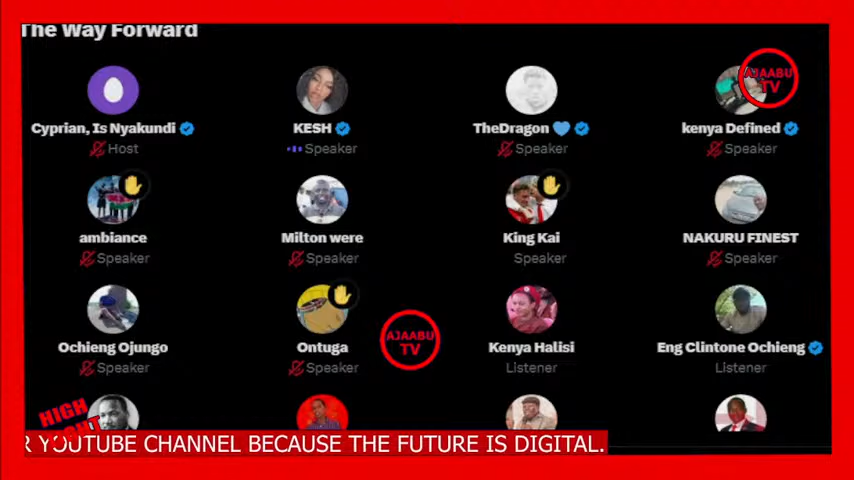 The Way Forward
AJAABU
TV
Cyprian, Is Nyakundi
Host
KESH
Speaker
TheDragon
Speaker
kenya Defined
Speaker
ambiance
Speaker
Milton were
Speaker
King Kai
Speaker
NAKURU FINEST
Speaker
Ochieng Ojungo
Speaker
Ontuga
Speaker
AJAABU
TV
Kenya Halisi
Listener
Eng Clintone Ochieng
Listener
HIGH
R YOUTUBE CHANNEL BECAUSE THE FUTURE IS DIGITAL.